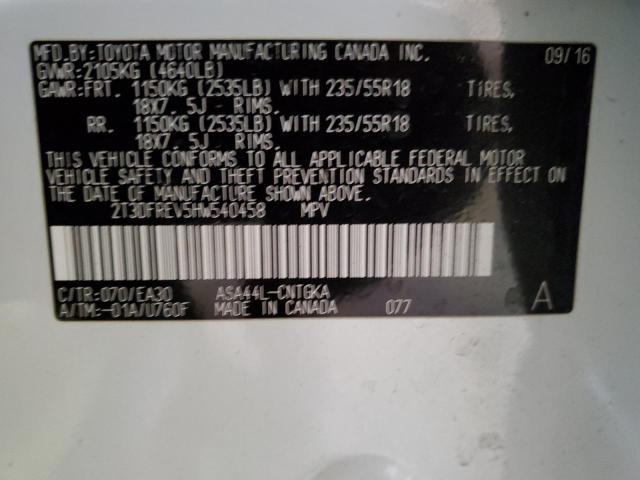 MFD.BY:TOYOTA MOTOR MANUFACTURING CANADA INC. 09/16
GVWR:2105KG (4640LB)
GAWR:FRT. 1150KG (2535LB) WITH 235/55R18 TIRES,
18X7.5J RIMS.
RR. 1150KG (2535LB) WITH 235/55R18 TIRES,
18X7.5J RIMS.
THIS VEHICLE CONFORMS TO ALL APPLICABLE FEDERAL MOTOR
VEHICLE SAFETY AND THEFT PREVENTION STANDARDS IN EFFECT ON
THE DATE OF MANUFACTURE SHOWN ABOVE.
2T3DFREV5HW540458 MPV
C/TR:070/EA30 ASA44L-CNTGKA
A/TM:-01A/U760F MADE IN CANADA 077 A